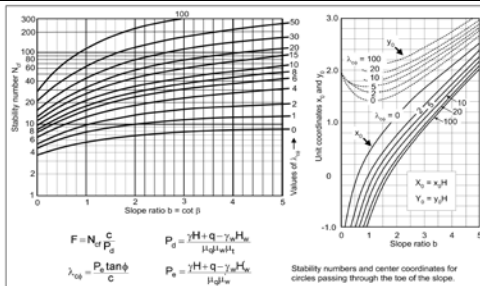 100
300
200
100
80
60
40
20
10
8
6
4
2
1
50
30
20
15
10
8
6
4
2
0
Stability number N_cf
Values of λ_cφ
0 1 2 3 4 5
Slope ratio b = cot β
F = N_cf c/P_d
P_d = γH + q - γ_wH_w / μ_qμ_wμ_t
λ_cφ = P_e tanφ / c
P_e = γH + q - γ_wH_w / μ_qμ_w
3.0
2.0
1.0
0
-1.0
Unit coordinates x_0 and y_0
y_0
λ_cφ = 100
20
10
5
2
0
λ_cφ = 0
x_0
2
10
20
100
X_0 = x_0H
Y_0 = y_0H
0 1 2 3 4 5
Slope ratio b
Stability numbers and center coordinates for
circles passing through the toe of the slope.